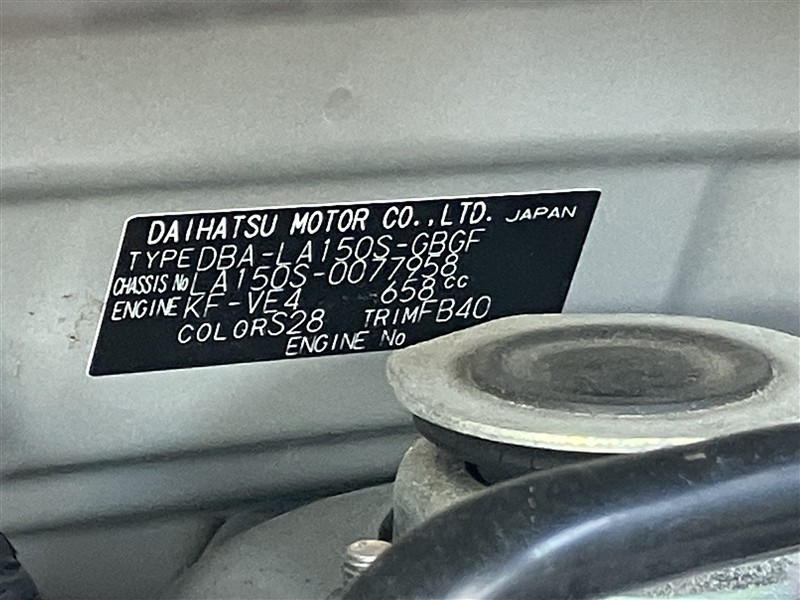 DAIHATSU MOTOR CO.,LTD. JAPAN
TYPE DBA-LA150S-GBGF
CHASSIS No LA150S-0077958
ENGINE KF-VE4 658 cc
COLOR S28 TRIM FB40
ENGINE No